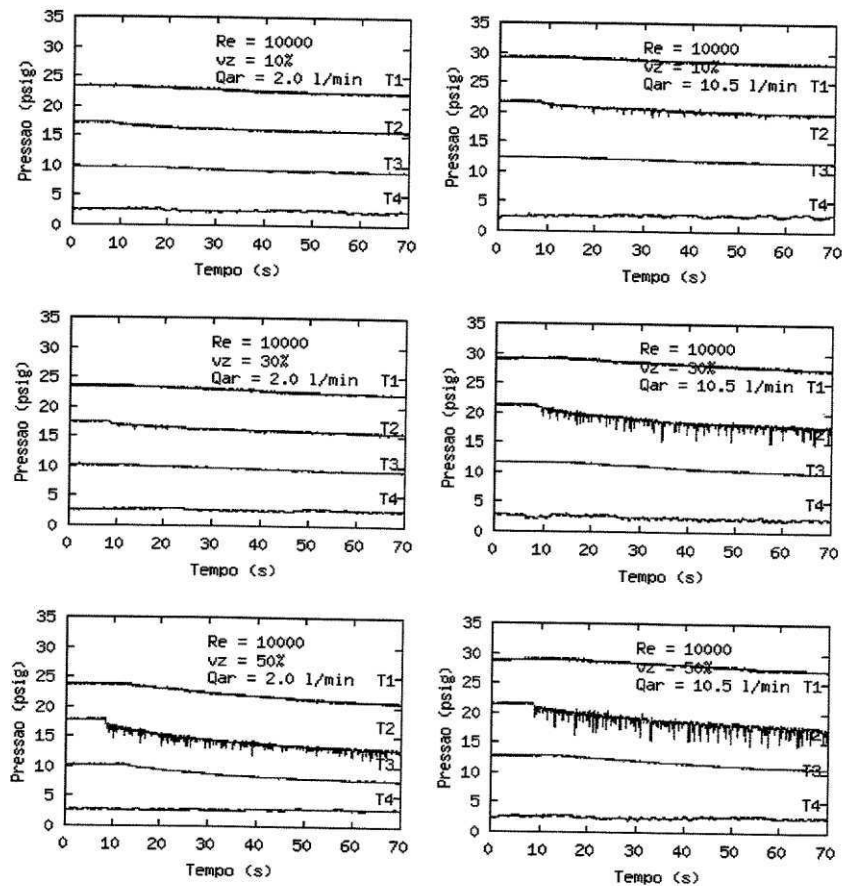 35
30
25
20
15
10
5
0
Pressao (psig)
Re = 10000
vz = 10%
Qar = 2.0 l/min T1
T2
T3
T4
0 10 20 30 40 50 60 70
Tempo (s)
35
30
25
20
15
10
5
0
Pressao (psig)
Re = 10000
vz = 10%
Qar = 10.5 l/min T1
T2
T3
T4
0 10 20 30 40 50 60 70
Tempo (s)
35
30
25
20
15
10
5
0
Pressao (psig)
Re = 10000
vz = 30%
Qar = 2.0 l/min T1
T2
T3
T4
0 10 20 30 40 50 60 70
Tempo (s)
35
30
25
20
15
10
5
0
Pressao (psig)
Re = 10000
vz = 30%
Qar = 10.5 l/min T1
T2
T3
T4
0 10 20 30 40 50 60 70
Tempo (s)
35
30
25
20
15
10
5
0
Pressao (psig)
Re = 10000
vz = 50%
Qar = 2.0 l/min T1
T2
T3
T4
0 10 20 30 40 50 60 70
Tempo (s)
35
30
25
20
15
10
5
0
Pressao (psig)
Re = 10000
vz = 50%
Qar = 10.5 l/min T1
T2
T3
T4
0 10 20 30 40 50 60 70
Tempo (s)